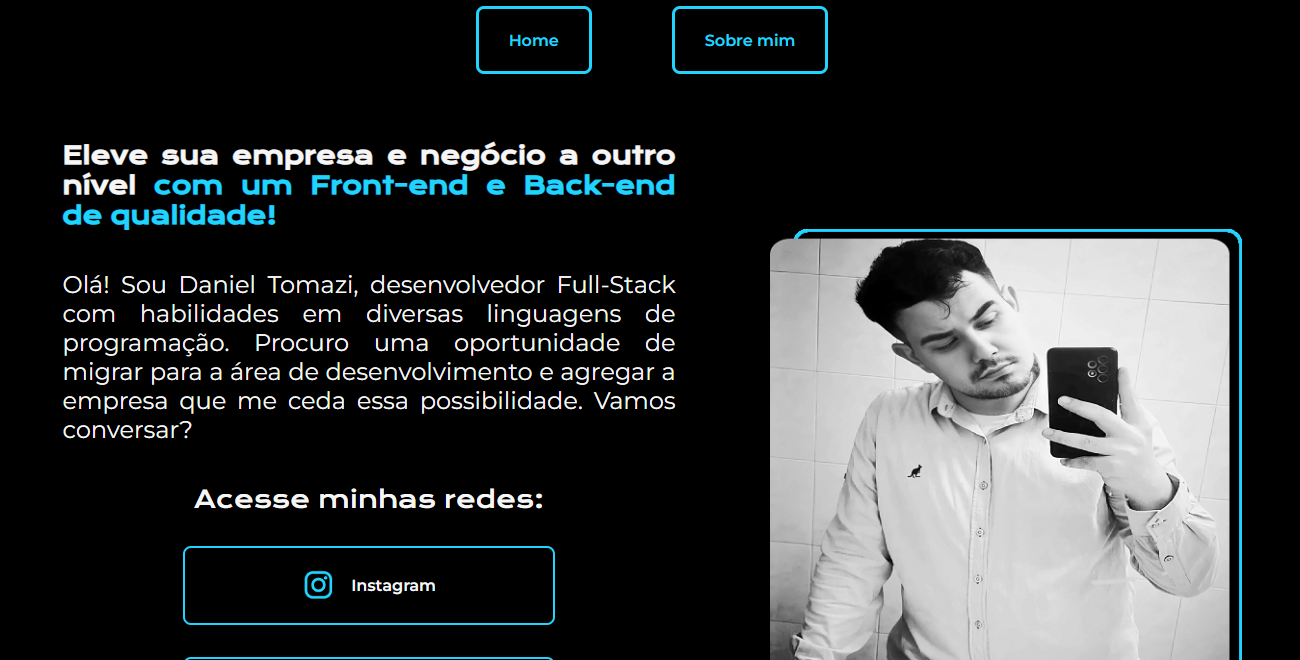 Home
Sobre mim
Eleve sua empresa e negócio a outro
nível com um Front-end e Back-end
de qualidade!
Olá! Sou Daniel Tomazi, desenvolvedor Full-Stack
com habilidades em diversas linguagens de
programação. Procuro uma oportunidade de
migrar para a área de desenvolvimento e agregar a
empresa que me ceda essa possibilidade. Vamos
conversar?
Acesse minhas redes:
Instagram